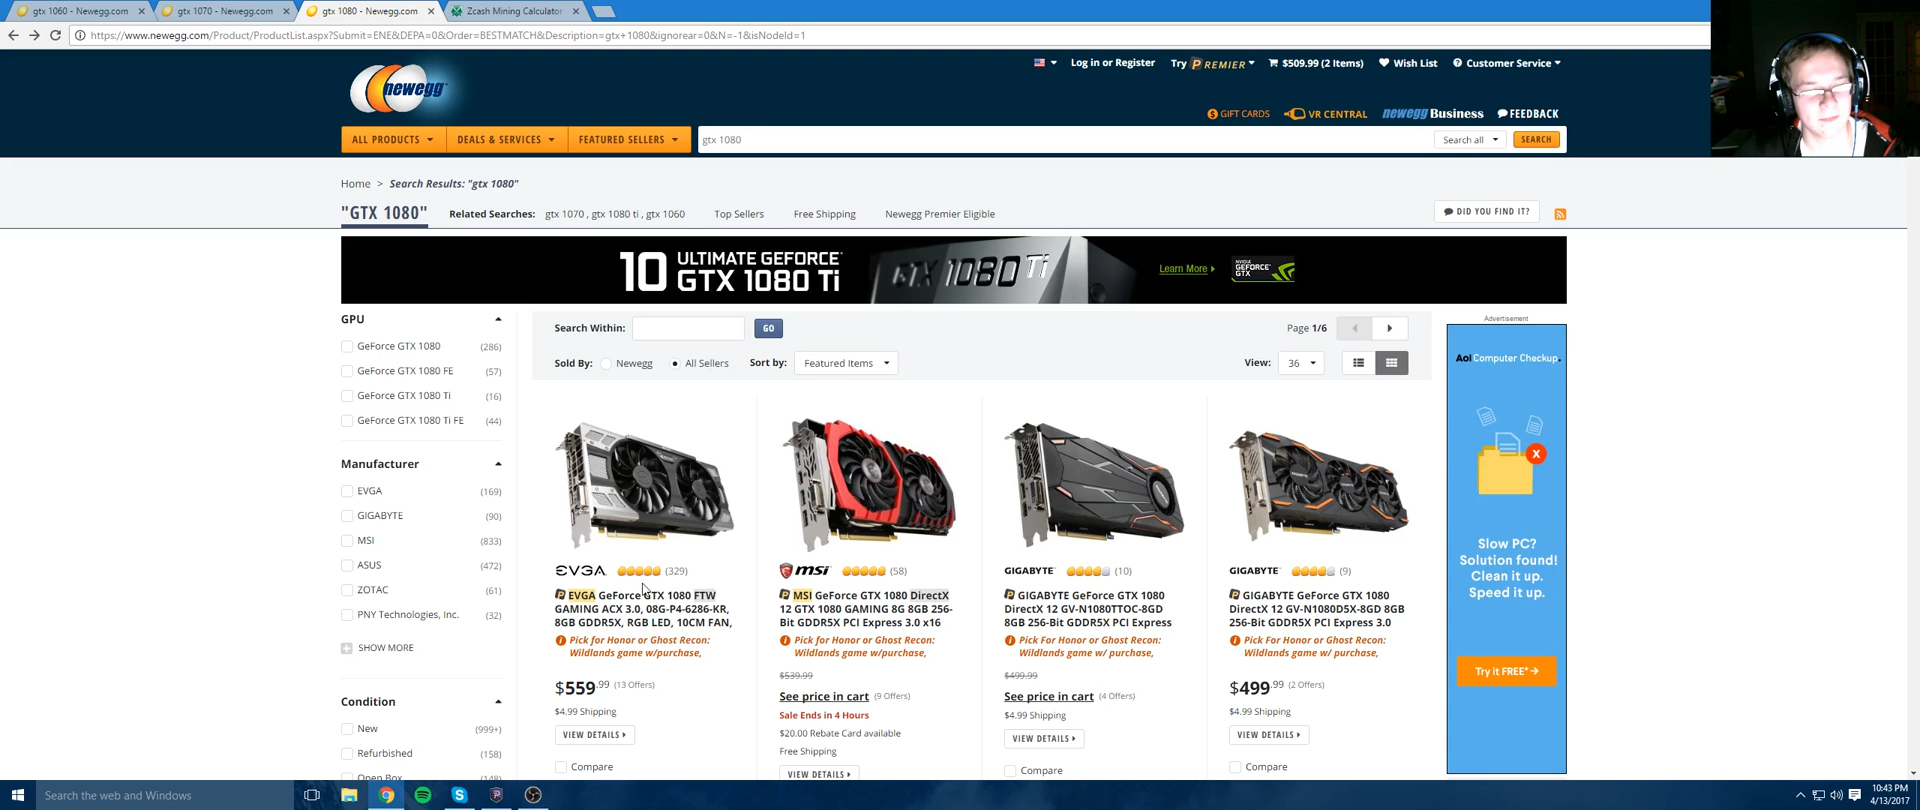 gtx 1060 - Newegg.com
gtx 1070 - Newegg.com
gtx 1080 - Newegg.com
Zcash Mining Calculator
https://www.newegg.com/Product/ProductList.aspx?Submit=ENE&DEPA=0&Order=BESTMATCH&Description=gtx+1080&ignorear=0&N=-1&isNodeId=1
newegg
Log in or Register
Try PREMIER
$509.99 (2 Items)
Wish List
Customer Service
GIFT CARDS
VR CENTRAL
newegg Business
FEEDBACK
ALL PRODUCTS
DEALS & SERVICES
FEATURED SELLERS
gtx 1080
Search all
SEARCH
Home > Search Results: "gtx 1080"
"GTX 1080"
Related Searches: gtx 1070 , gtx 1080 ti , gtx 1060
Top Sellers
Free Shipping
Newegg Premier Eligible
DID YOU FIND IT?
10 ULTIMATE GEFORCE
GTX 1080 Ti
GTX 1080 Ti
Learn More
NVIDIA
GEFORCE
GTX
GPU
GeForce GTX 1080 (286)
GeForce GTX 1080 FE (57)
GeForce GTX 1080 Ti (16)
GeForce GTX 1080 Ti FE (44)
Manufacturer
EVGA (169)
GIGABYTE (90)
MSI (833)
ASUS (472)
ZOTAC (61)
PNY Technologies, Inc. (32)
SHOW MORE
Condition
New (999+)
Refurbished (158)
Open Box (148)
Search Within:
GO
Page 1/6
Sold By: Newegg All Sellers
Sort by: Featured Items
View: 36
EVGA (329)
EVGA GeForce GTX 1080 FTW
GAMING ACX 3.0, 08G-P4-6286-KR,
8GB GDDR5X, RGB LED, 10CM FAN,
Pick for Honor or Ghost Recon:
Wildlands game w/purchase,
$559.99 (13 Offers)
$4.99 Shipping
VIEW DETAILS
Compare
msi (58)
MSI GeForce GTX 1080 DirectX
12 GTX 1080 GAMING 8G 8GB 256-
Bit GDDR5X PCI Express 3.0 x16
Pick for Honor or Ghost Recon:
Wildlands game w/purchase,
$539.99
See price in cart (9 Offers)
Sale Ends in 4 Hours
$20.00 Rebate Card available
Free Shipping
VIEW DETAILS
GIGABYTE (10)
GIGABYTE GeForce GTX 1080
DirectX 12 GV-N1080TTOC-8GD
8GB 256-Bit GDDR5X PCI Express
Pick For Honor or Ghost Recon:
Wildlands game w/ purchase,
$499.99
See price in cart (4 Offers)
$4.99 Shipping
VIEW DETAILS
Compare
GIGABYTE (9)
GIGABYTE GeForce GTX 1080
DirectX 12 GV-N1080D5X-8GD 8GB
256-Bit GDDR5X PCI Express 3.0
Pick For Honor or Ghost Recon:
Wildlands game w/ purchase,
$499.99 (2 Offers)
$4.99 Shipping
VIEW DETAILS
Compare
Advertisement
Aol Computer Checkup.
Slow PC?
Solution found!
Clean it up.
Speed it up.
Try it FREE*
Search the web and Windows
10:43 PM
4/13/2017